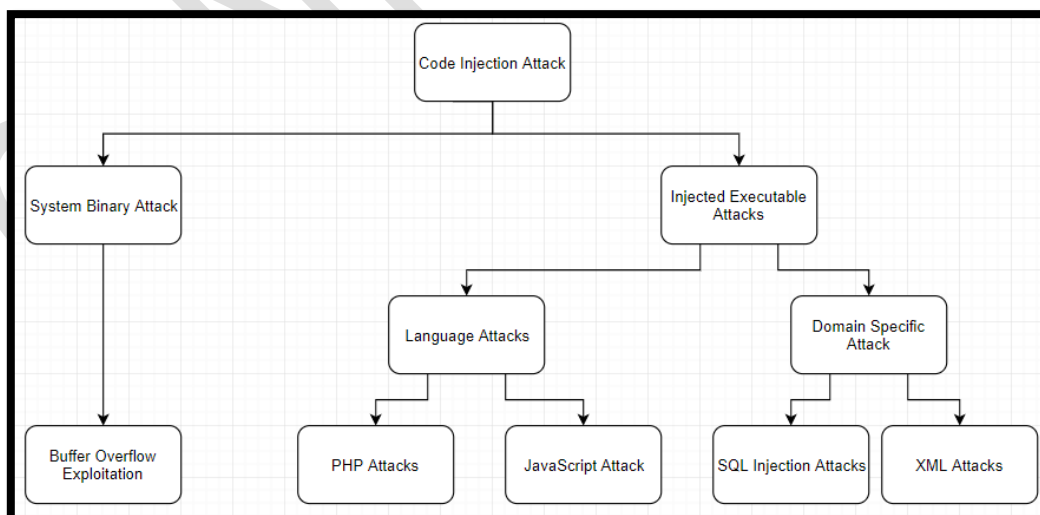 Code Injection Attack
System Binary Attack
Injected Executable
Attacks
Language Attacks
Domain Specific
Attack
Buffer Overflow
Exploitation
PHP Attacks
JavaScript Attack
SQL Injection Attacks
XML Attacks